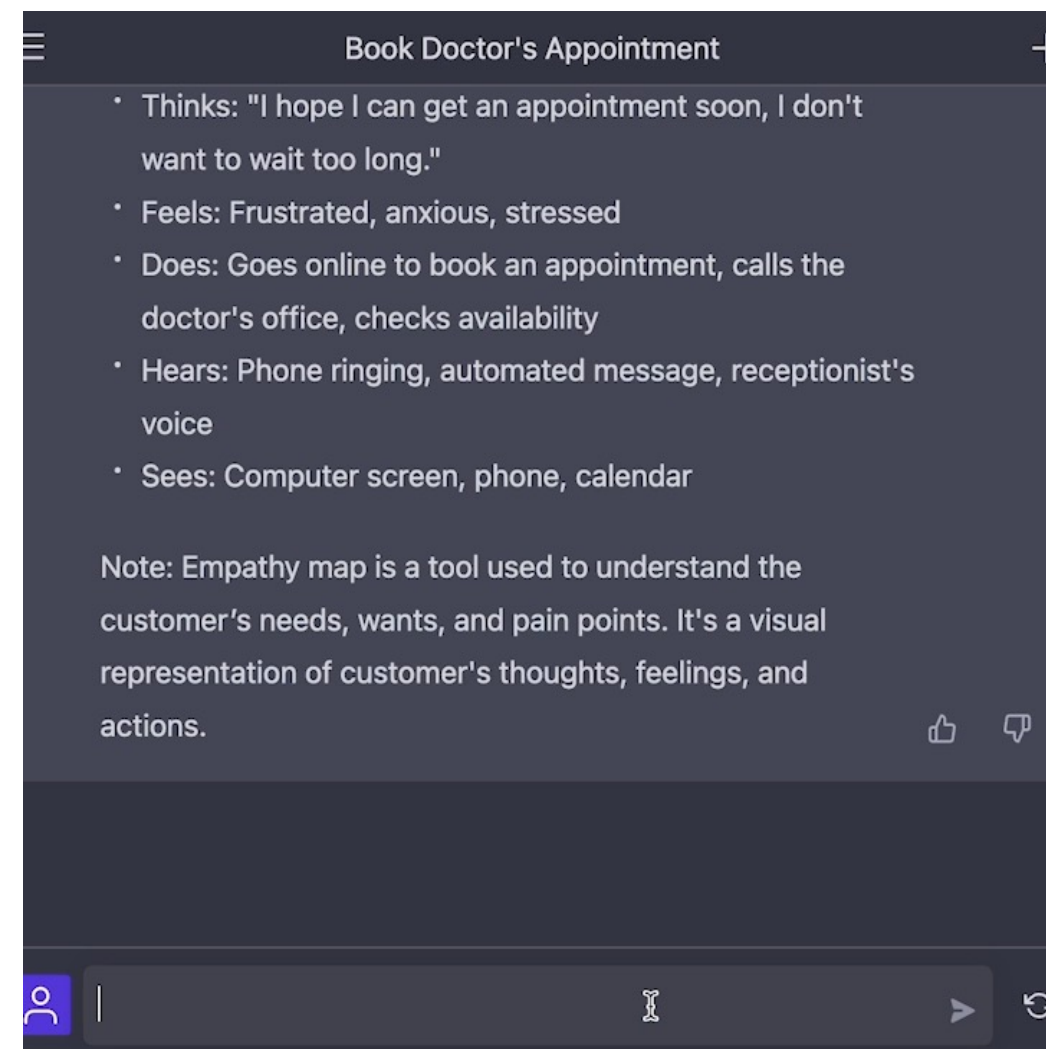 Book Doctor's Appointment
• Thinks: "I hope I can get an appointment soon, I don't
want to wait too long."
• Feels: Frustrated, anxious, stressed
• Does: Goes online to book an appointment, calls the
doctor's office, checks availability
• Hears: Phone ringing, automated message, receptionist's
voice
• Sees: Computer screen, phone, calendar
Note: Empathy map is a tool used to understand the
customer’s needs, wants, and pain points. It's a visual
representation of customer's thoughts, feelings, and
actions.